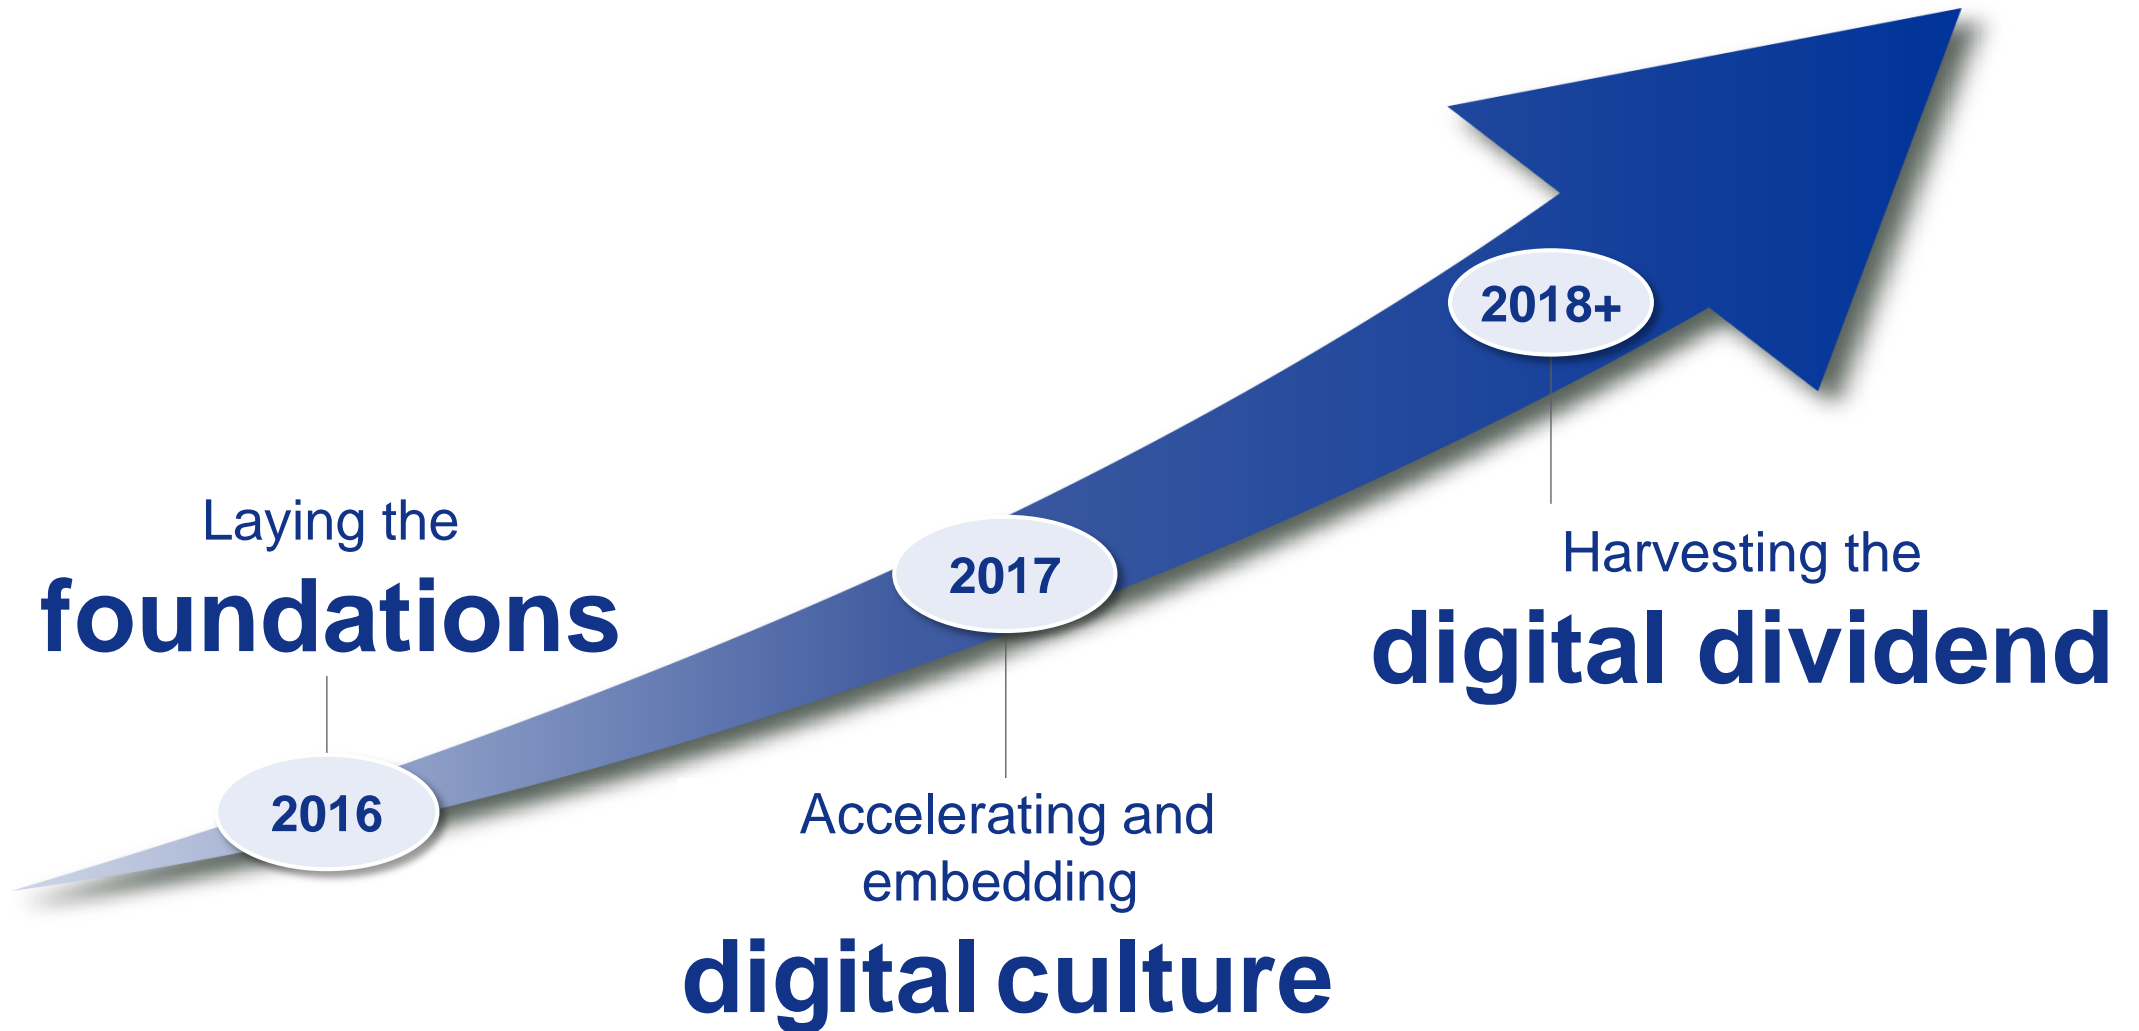 Laying the
foundations
2016
2017
Accelerating and
embedding
digital culture
2018+
Harvesting the
digital dividend